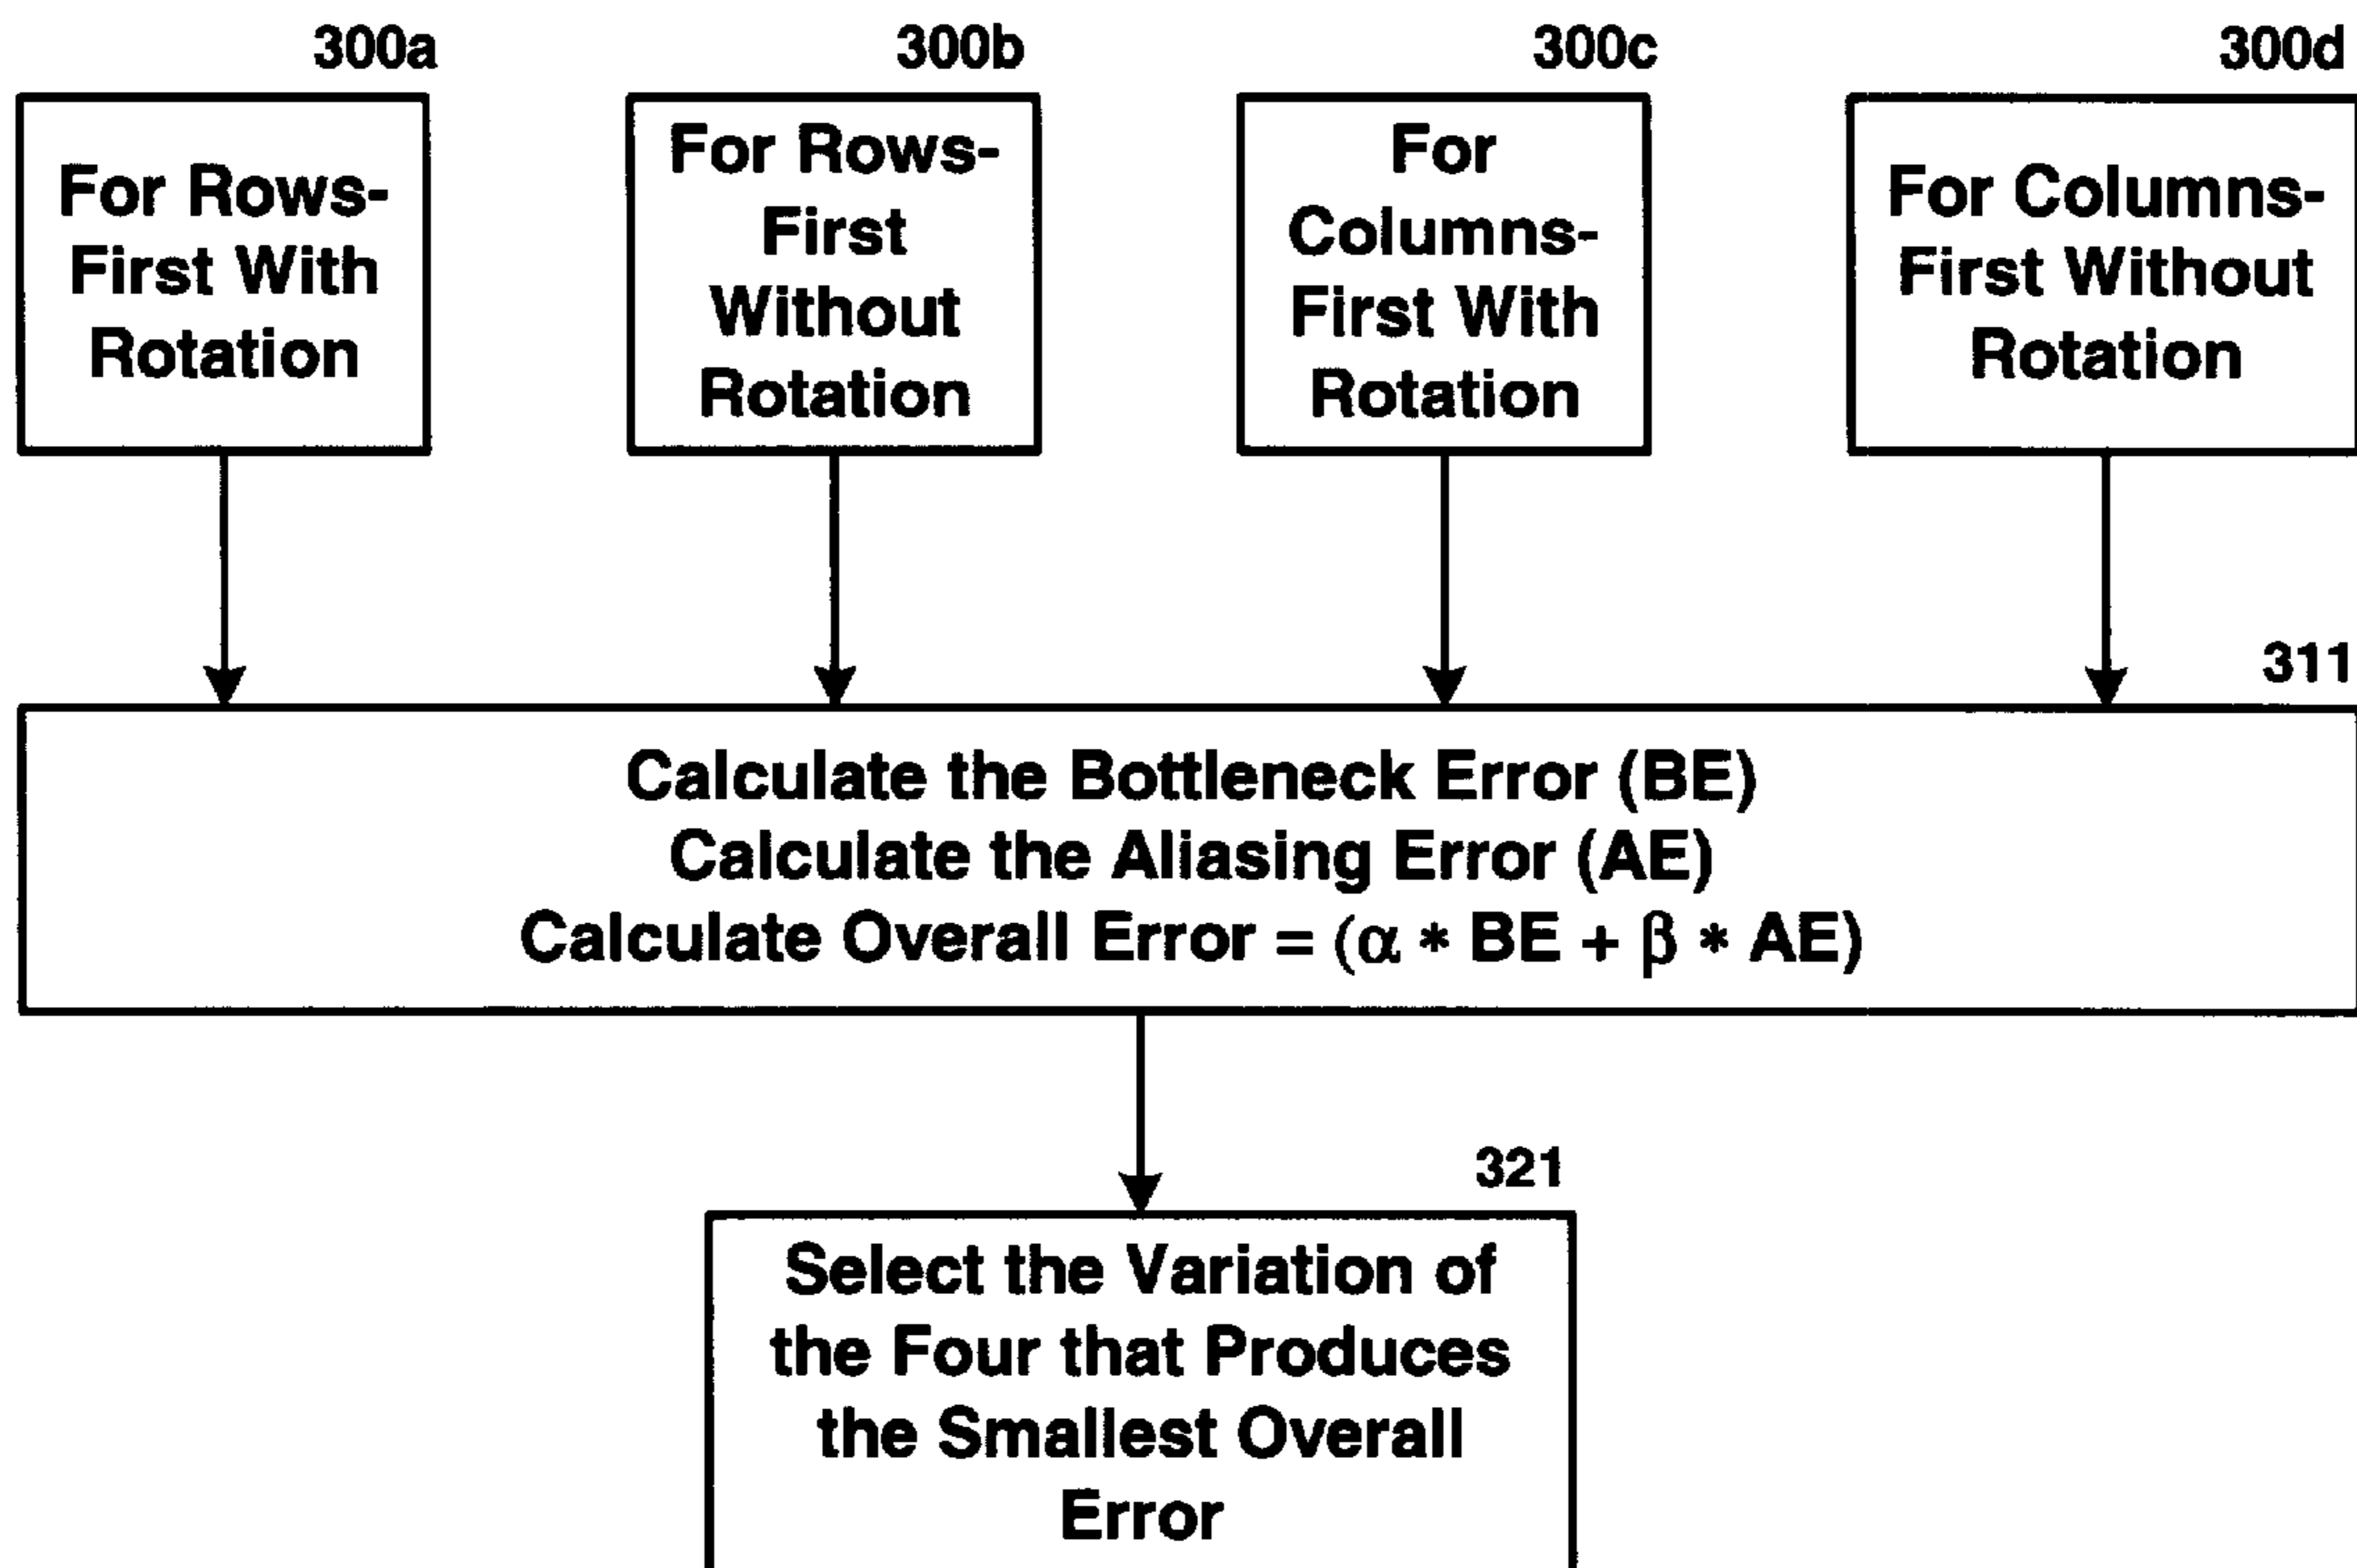 300a
For Rows-
First With
Rotation
300b
For Rows-
First
Without
Rotation
300c
For
Columns-
First With
Rotation
300d
For Columns-
First Without
Rotation
311
Calculate the Bottleneck Error (BE)
Calculate the Aliasing Error (AE)
Calculate Overall Error = (α * BE + β * AE)
321
Select the Variation of
the Four that Produces
the Smallest Overall
Error